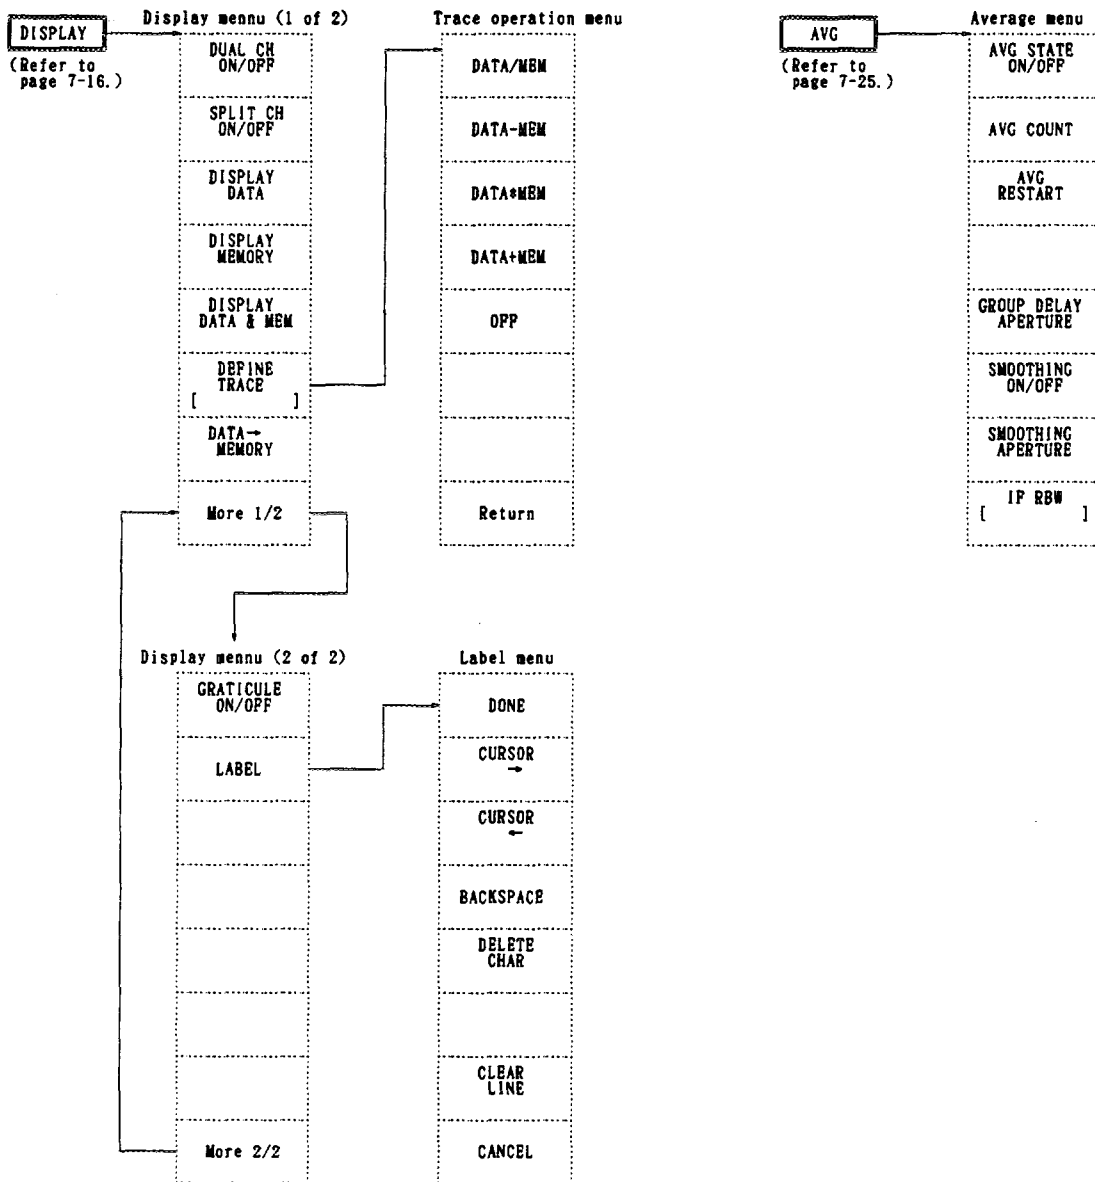 DISPLAY
(Refer to
page 7-16.)
Display mennu (1 of 2)
DUAL CH
ON/OFF
SPLIT CH
ON/OFF
DISPLAY
DATA
DISPLAY
MEMORY
DISPLAY
DATA & MEM
DEFINE
TRACE
[ ]
DATA→
MEMORY
More 1/2
Trace operation menu
DATA/MEM
DATA-MEM
DATA*MEM
DATA+MEM
OFF
Return
AVG
(Refer to
page 7-25.)
Average menu
AVG STATE
ON/OFF
AVG COUNT
AVG
RESTART
GROUP DELAY
APERTURE
SMOOTHING
ON/OFF
SMOOTHING
APERTURE
IF RBW
[ ]
Display mennu (2 of 2)
GRATICULE
ON/OFF
LABEL
More 2/2
Label menu
DONE
CURSOR
→
CURSOR
←
BACKSPACE
DELETE
CHAR
CLEAR
LINE
CANCEL